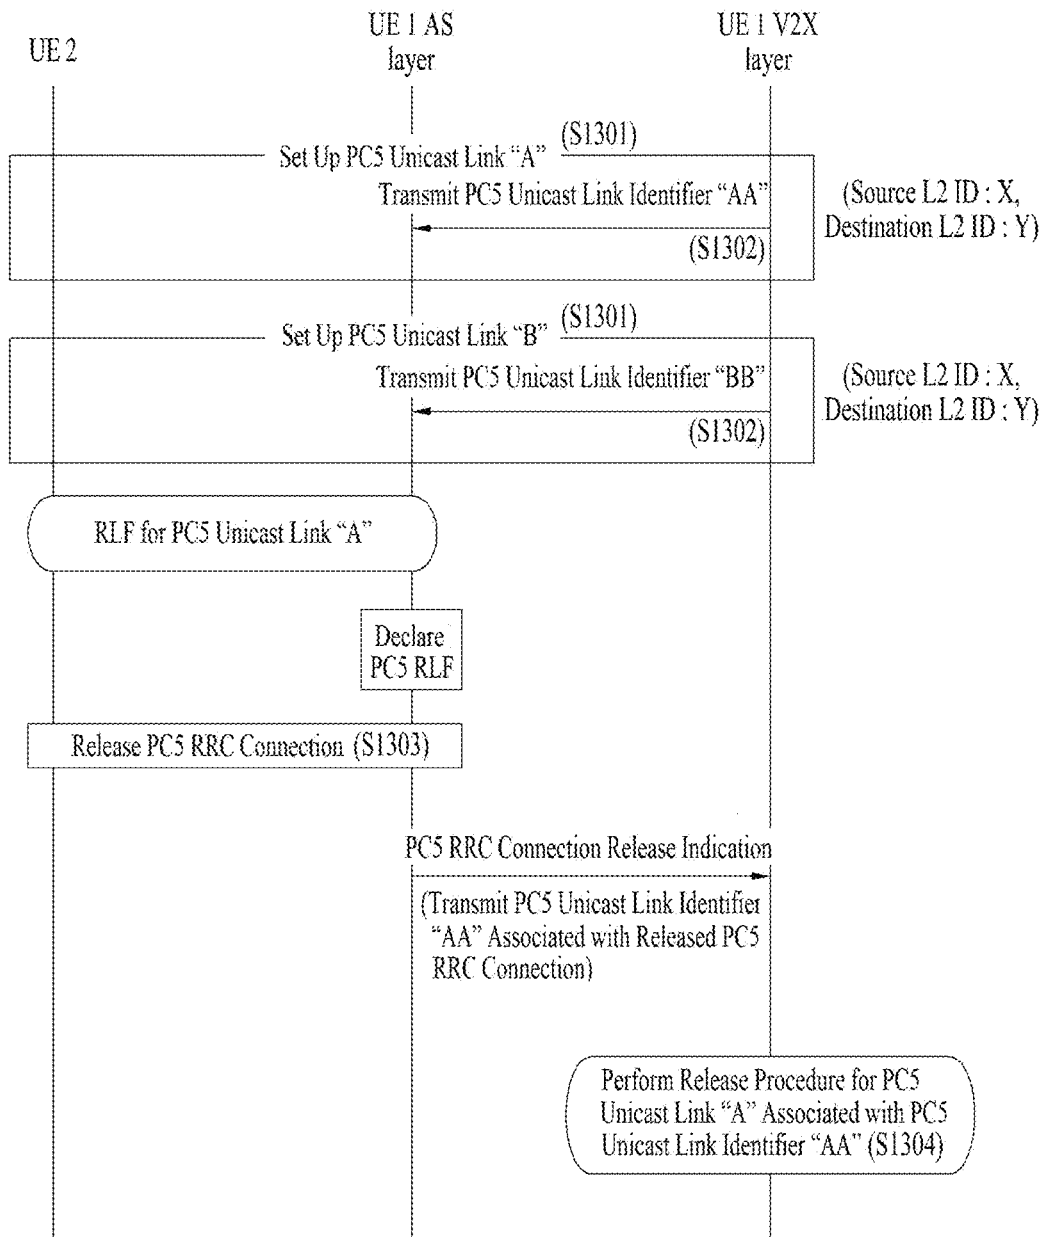 UE 2
UE 1 AS
layer
UE 1 V2X
layer
(S1301)
Set Up PC5 Unicast Link “A”
Transmit PC5 Unicast Link Identifier “AA”
(S1302)
(Source L2 ID : X,
Destination L2 ID : Y)
(S1301)
Set Up PC5 Unicast Link “B”
Transmit PC5 Unicast Link Identifier “BB”
(S1302)
(Source L2 ID : X,
Destination L2 ID : Y)
RLF for PC5 Unicast Link “A”
Declare
PC5 RLF
Release PC5 RRC Connection (S1303)
PC5 RRC Connection Release Indication
(Transmit PC5 Unicast Link Identifier
“AA” Associated with Released PC5
RRC Connection)
Perform Release Procedure for PC5
Unicast Link “A” Associated with PC5
Unicast Link Identifier “AA” (S1304)